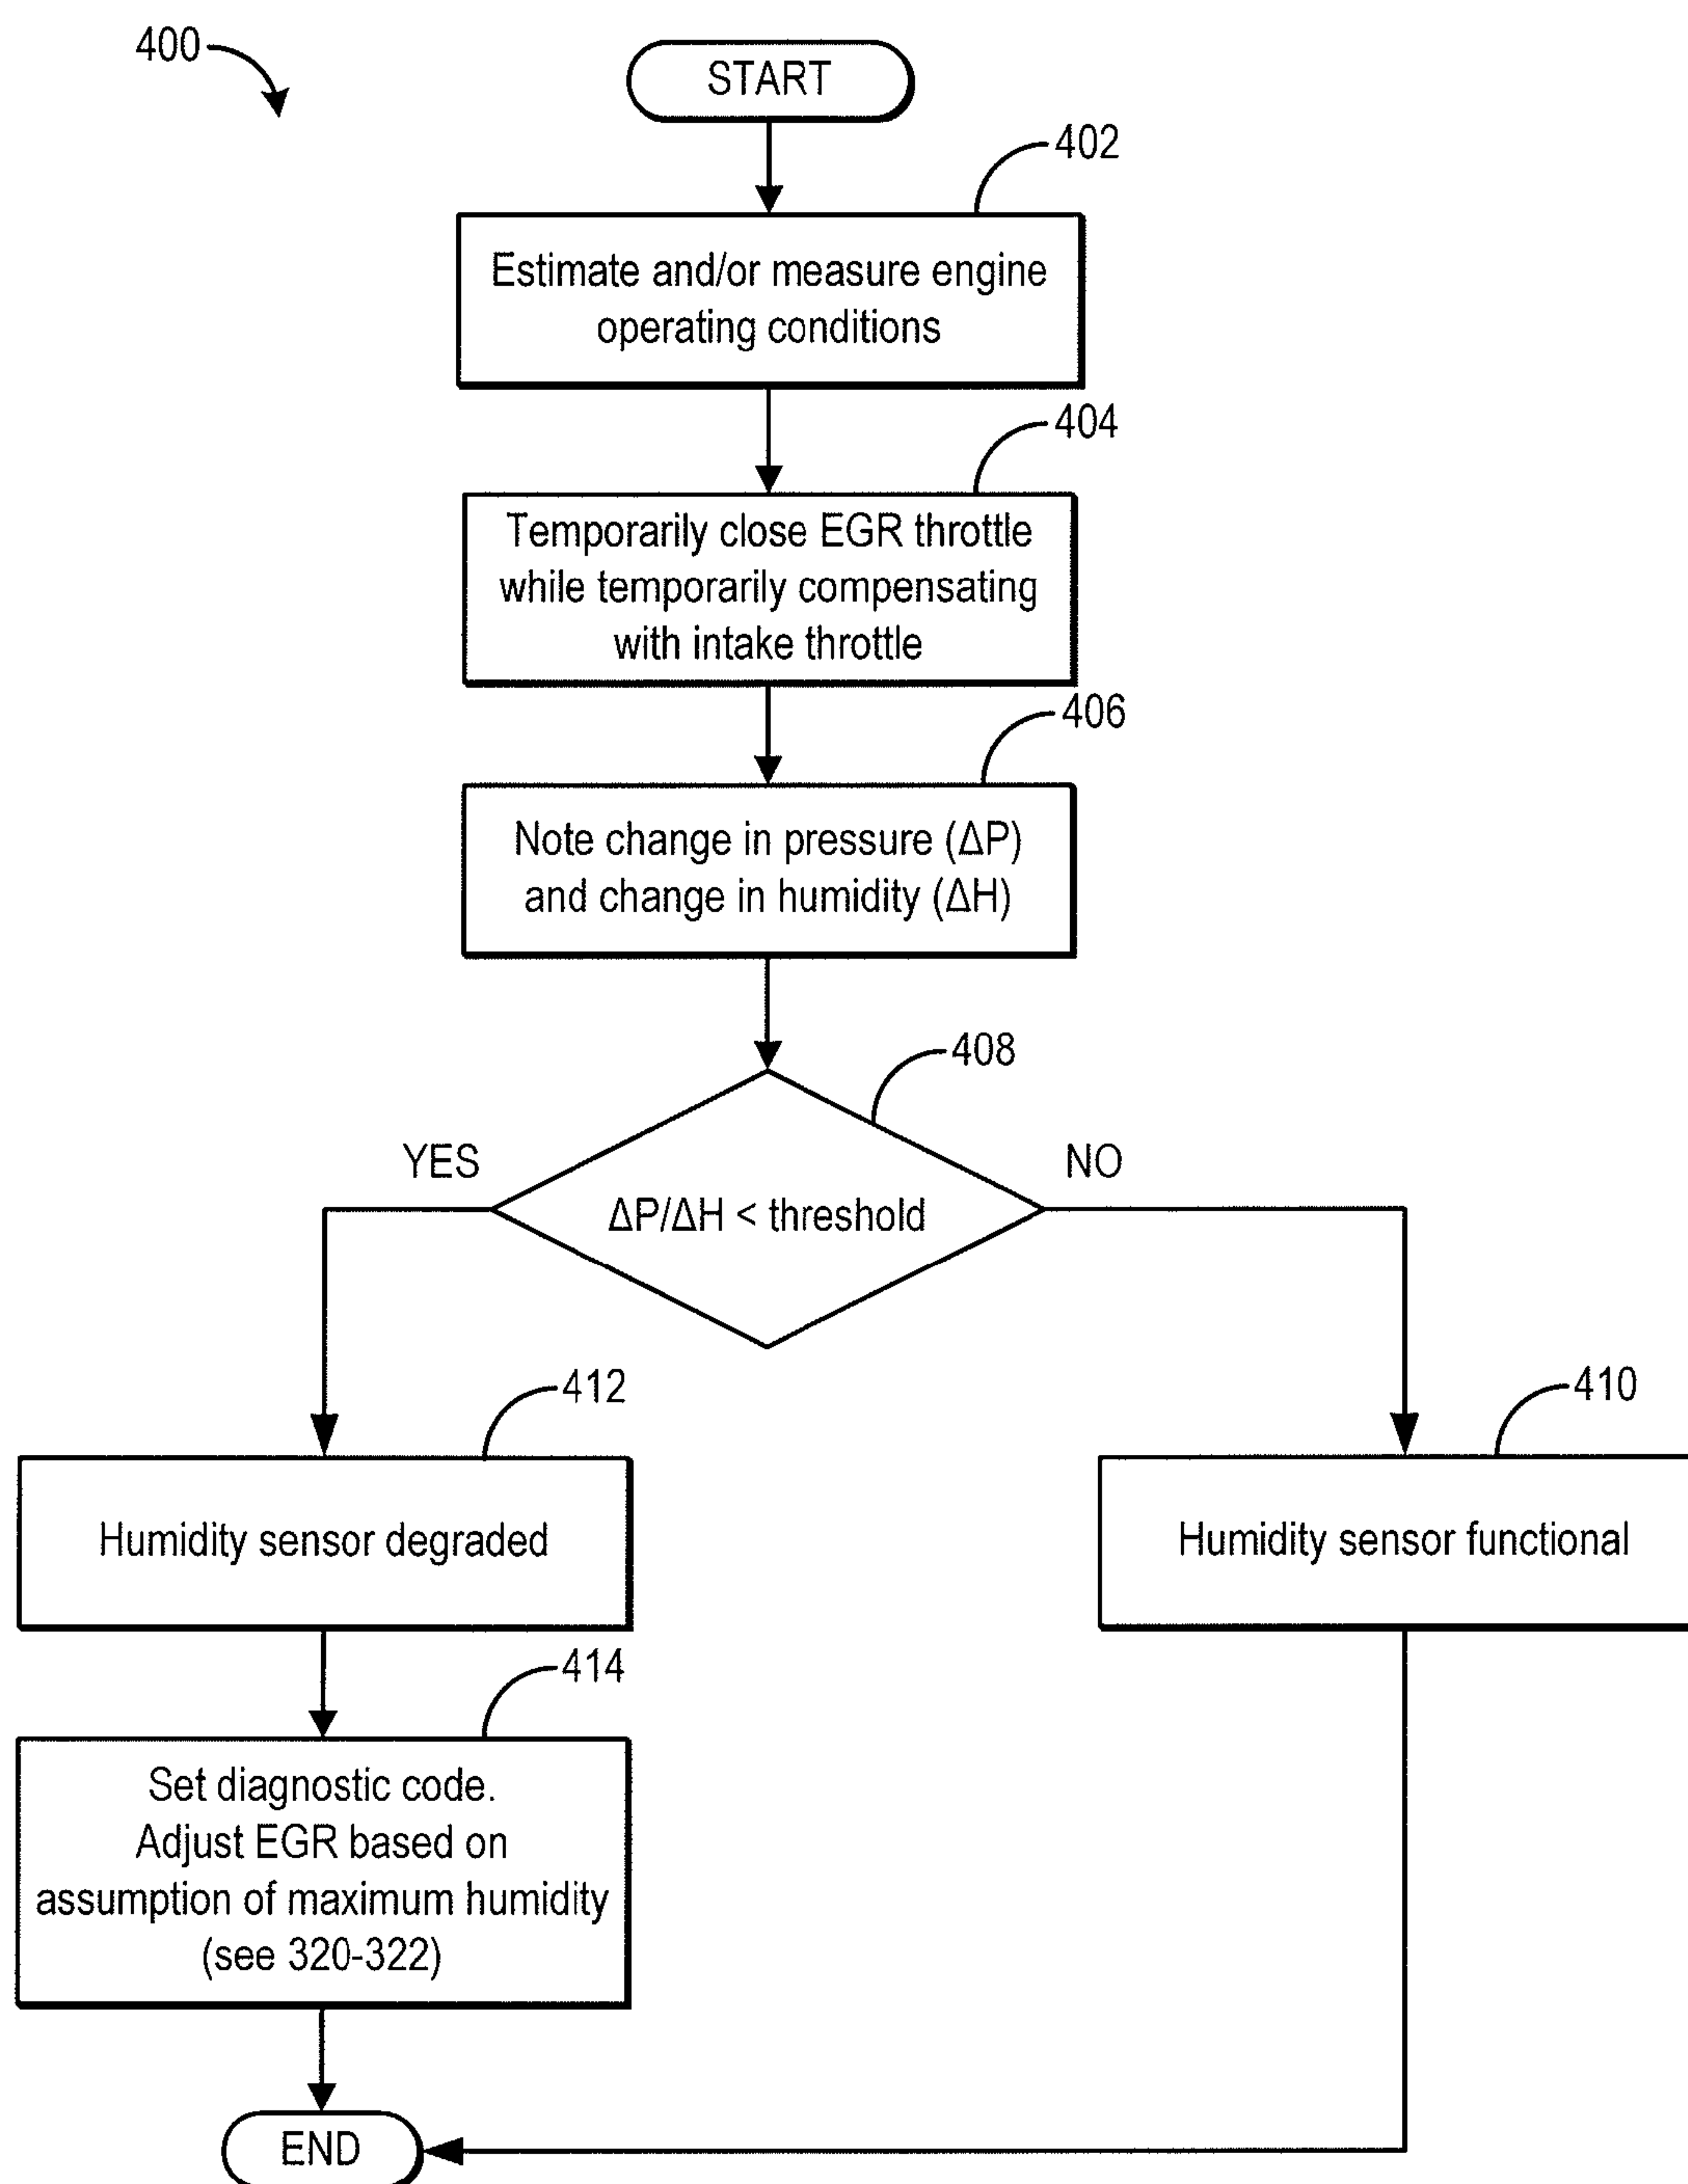 400
START
402
Estimate and/or measure engine
operating conditions
404
Temporarily close EGR throttle
while temporarily compensating
with intake throttle
406
Note change in pressure (ΔP)
and change in humidity (ΔH)
408
YES
NO
ΔP/ΔH < threshold
412
410
Humidity sensor degraded
Humidity sensor functional
414
Set diagnostic code.
Adjust EGR based on
assumption of maximum humidity
(see 320-322)
END